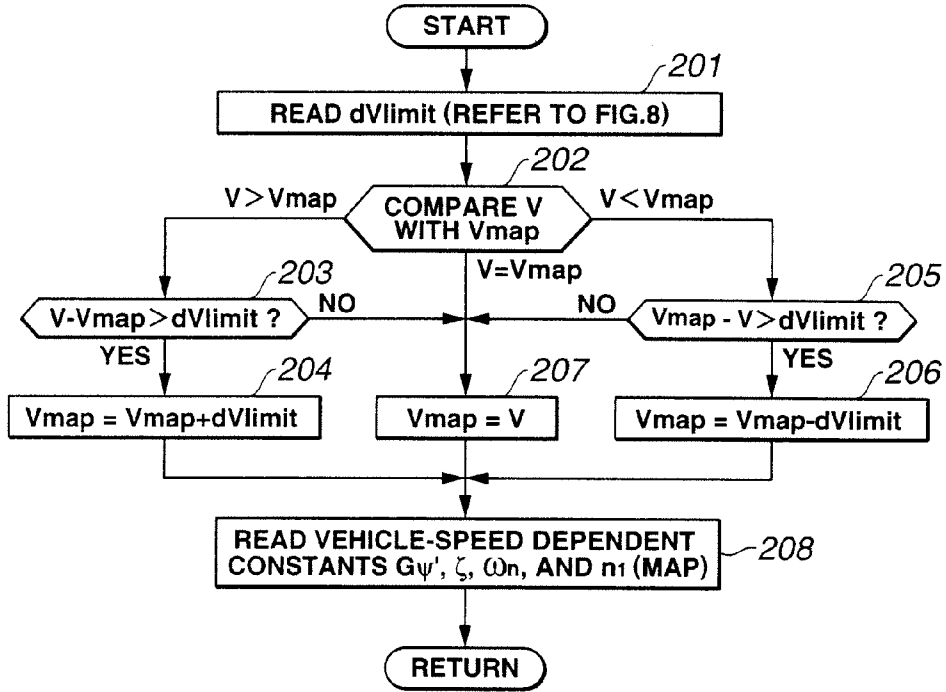 START
201
READ dVlimit (REFER TO FIG.8)
202
V>Vmap
COMPARE V
WITH Vmap
V<Vmap
V=Vmap
203
V-Vmap>dVlimit ?
NO
NO
205
Vmap - V>dVlimit ?
YES
YES
204
Vmap = Vmap+dVlimit
207
Vmap = V
206
Vmap = Vmap-dVlimit
READ VEHICLE-SPEED DEPENDENT
CONSTANTS Gψ', ζ, ωn, AND n1 (MAP)
208
RETURN